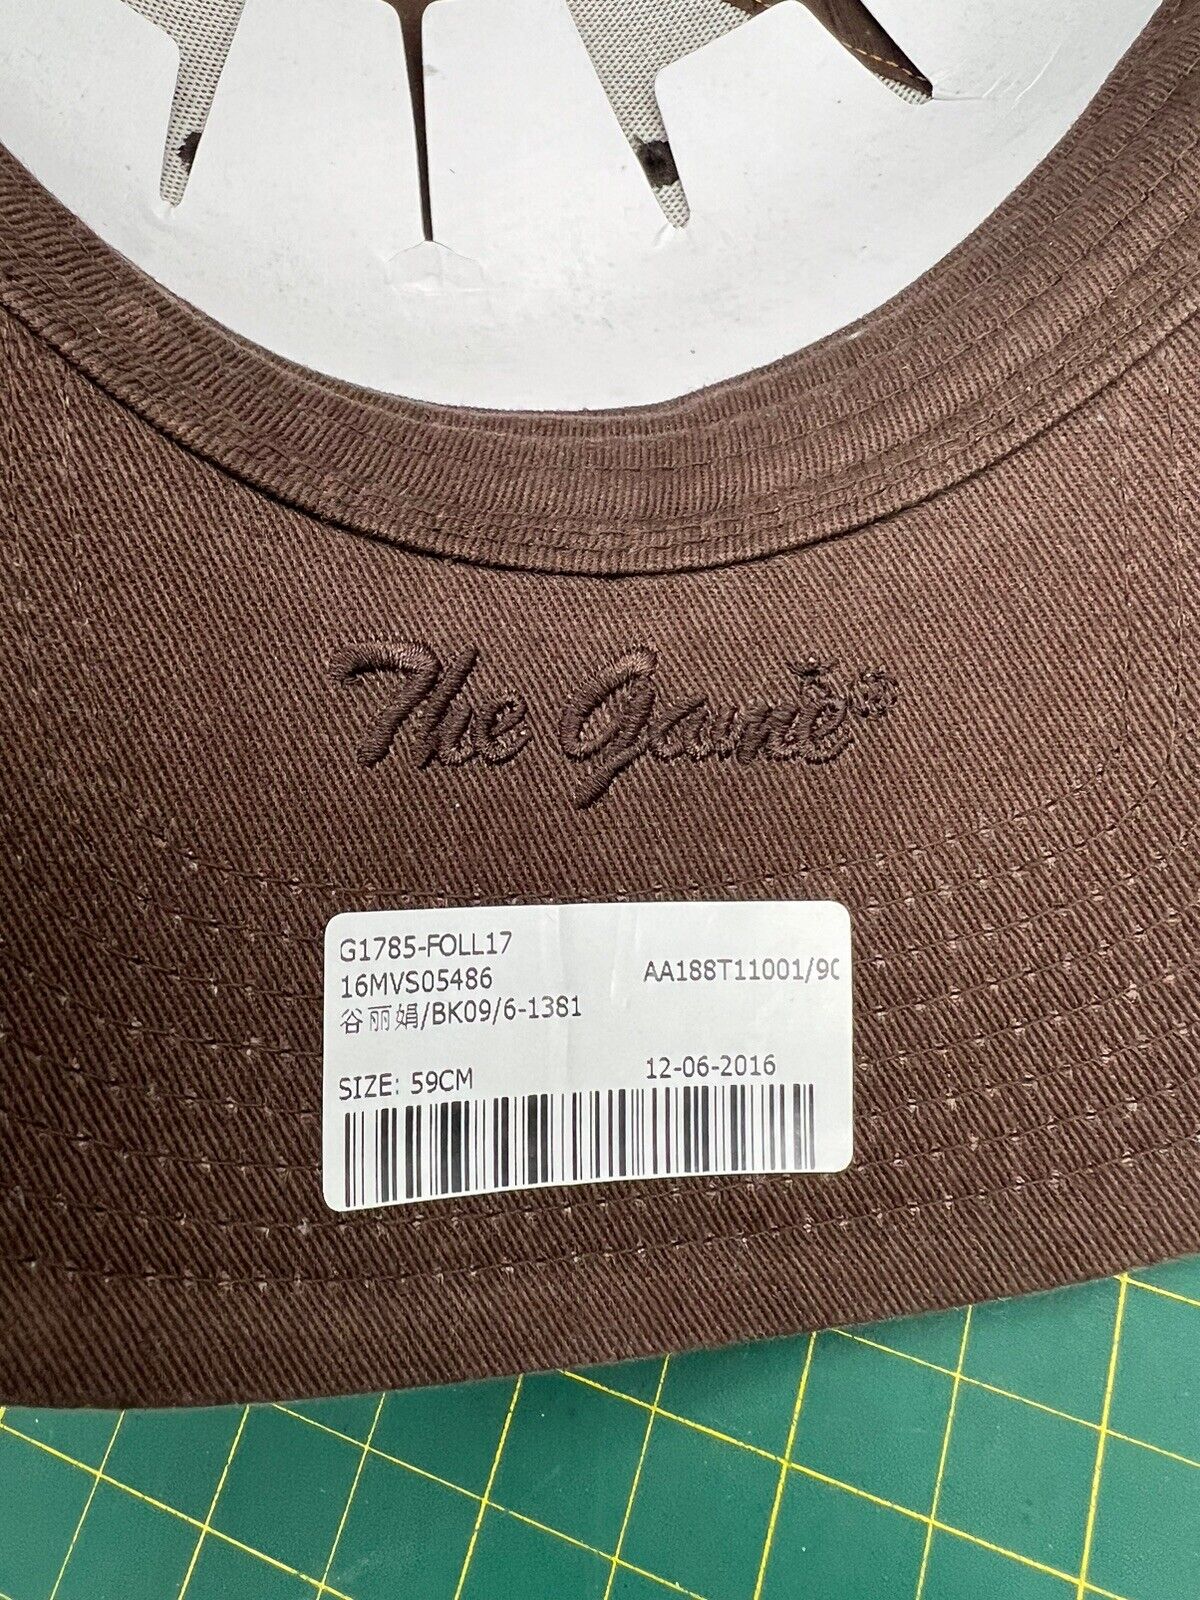 The Game®
G1785-FOLL17
16MVS05486 AA188T11001/90
谷丽娟/BK09/6-1381
SIZE: 59CM 12-06-2016